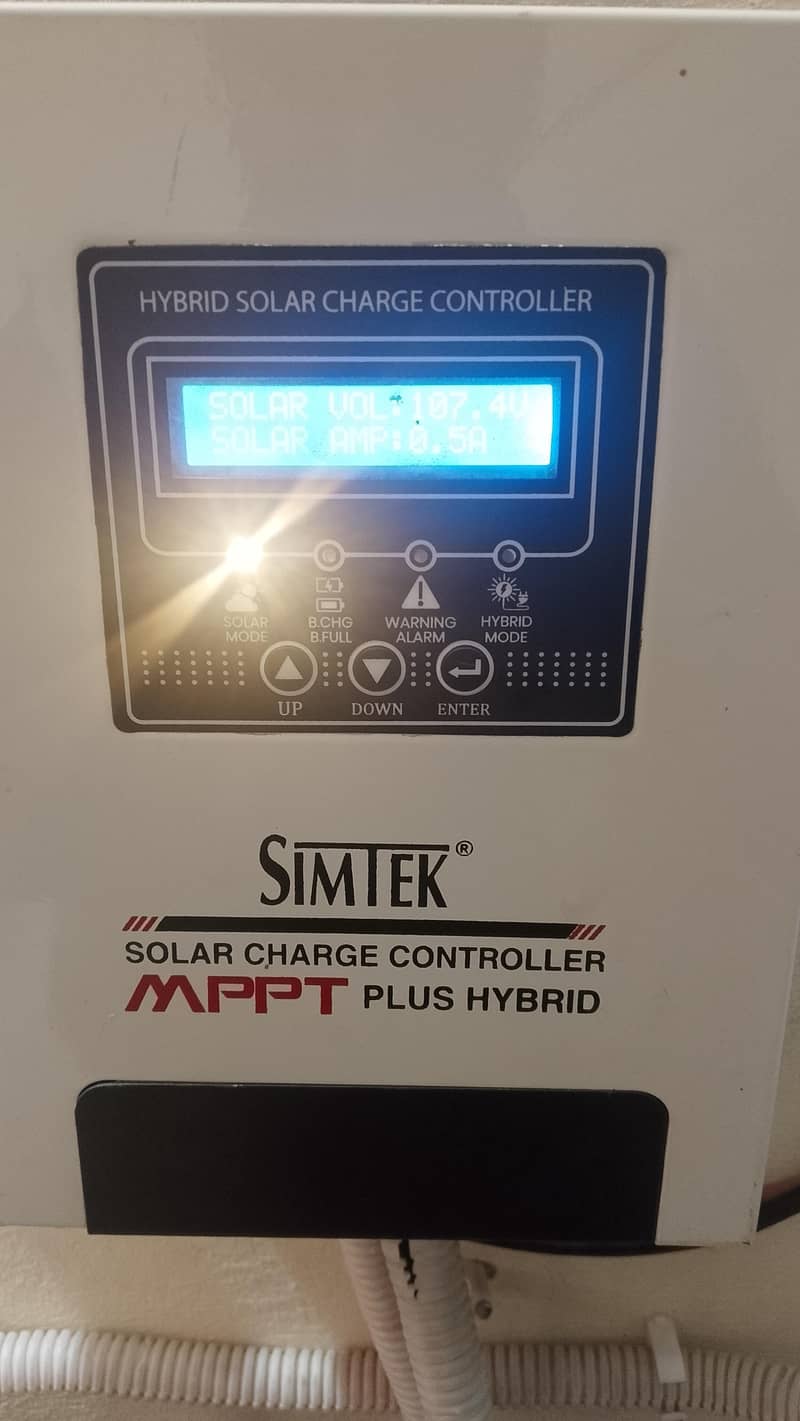 HYBRID SOLAR CHARGE CONTROLLER
SOLAR VOL:107.4V
SOLAR AMP:0.5A
SOLAR MODE
B.CHG B.FULL
WARNING ALARM
HYBRID MODE
UP
DOWN
ENTER
SIMTEK®
SOLAR CHARGE CONTROLLER
MPPT PLUS HYBRID